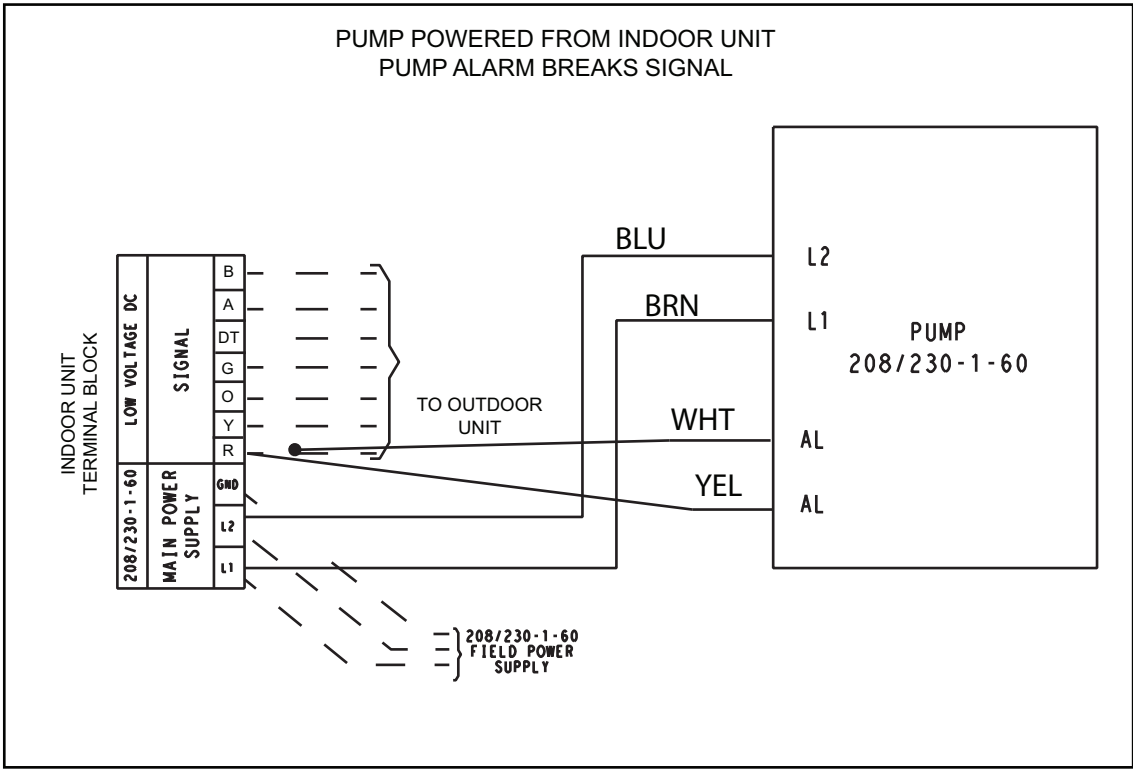 PUMP POWERED FROM INDOOR UNIT
PUMP ALARM BREAKS SIGNAL
INDOOR UNIT
TERMINAL BLOCK
LOW VOLTAGE DC
SIGNAL
B
A
DT
G
O
Y
R
208/230-1-60
MAIN POWER
SUPPLY
GND
L2
L1
TO OUTDOOR
UNIT
208/230-1-60
FIELD POWER
SUPPLY
BLU
BRN
WHT
YEL
L2
L1
AL
AL
PUMP
208/230-1-60